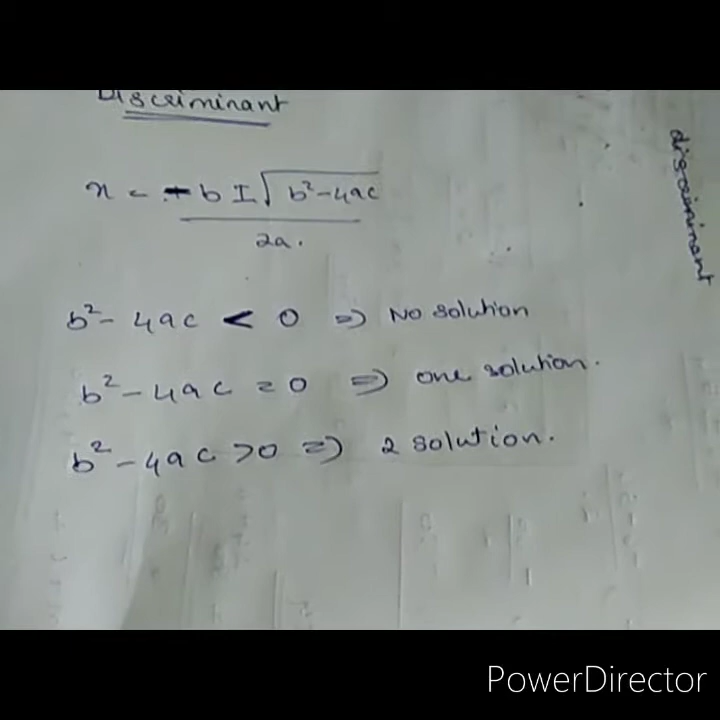 Discriminant
x = -b ± √b²-4ac
2a.
b² - 4ac < 0 ⇒ No solution
b² - 4ac = 0 ⇒ one solution.
b² - 4ac > 0 ⇒ 2 solution.
discriminant
PowerDirector